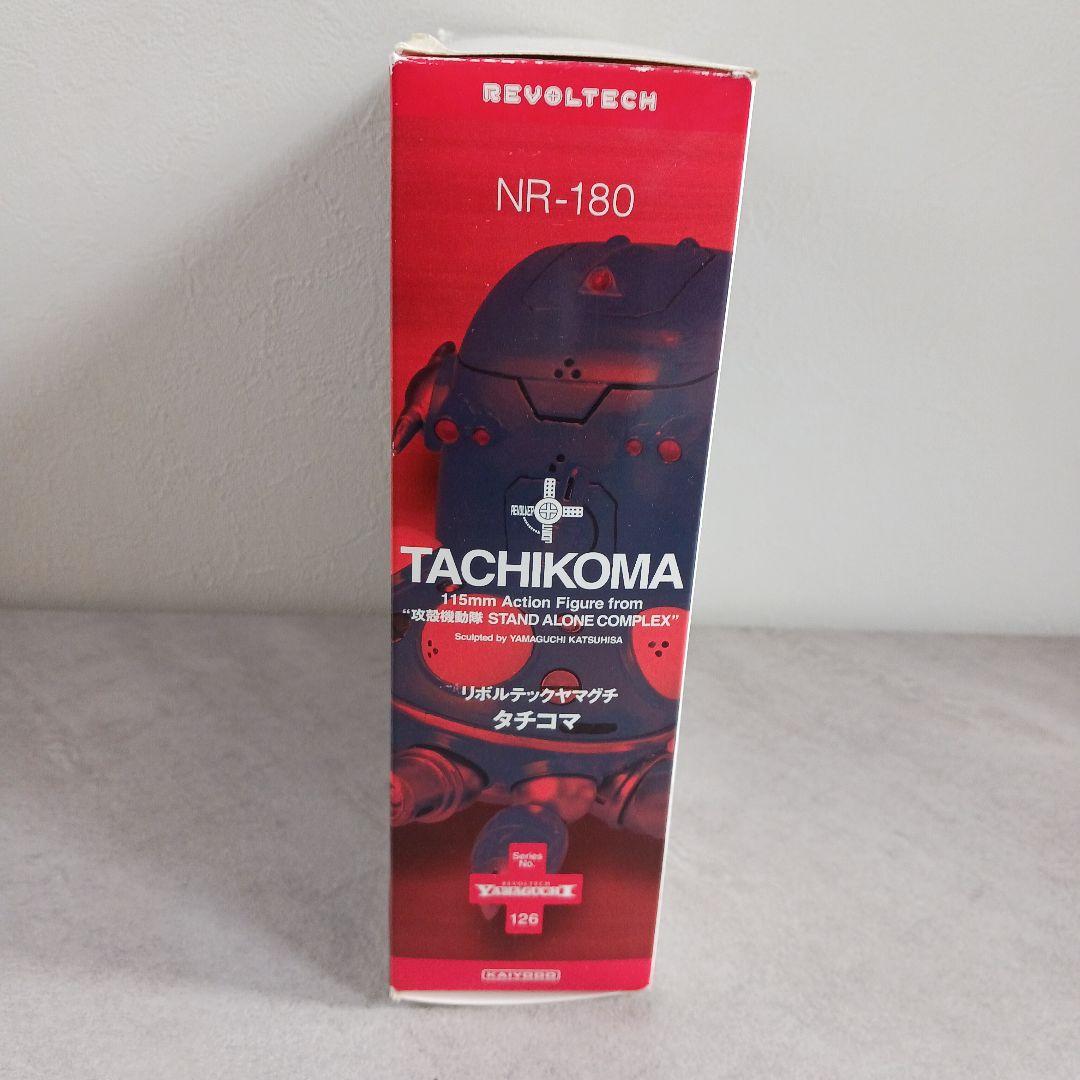 REVOLTECH
NR-180
REVOLVER
TACHIKOMA
115mm Action Figure from
“攻殻機動隊 STAND ALONE COMPLEX”
Sculpted by YAMAGUCHI KATSUHISA
リボルテックヤマグチ
タチコマ
Series
No.
REVOLTECH
YAMAGUCHI
126
KAIYODO